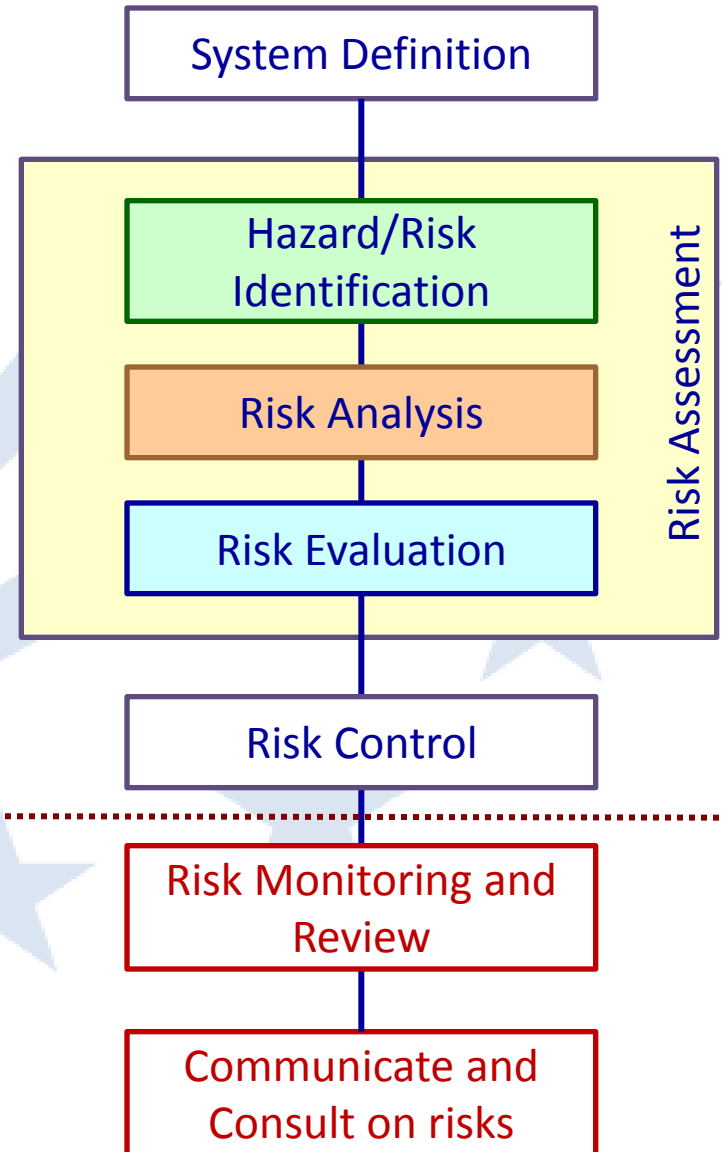 System Definition
Hazard/Risk
Identification
Risk Analysis
Risk Evaluation
Risk Assessment
Risk Control
Risk Monitoring and
Review
Communicate and
Consult on risks